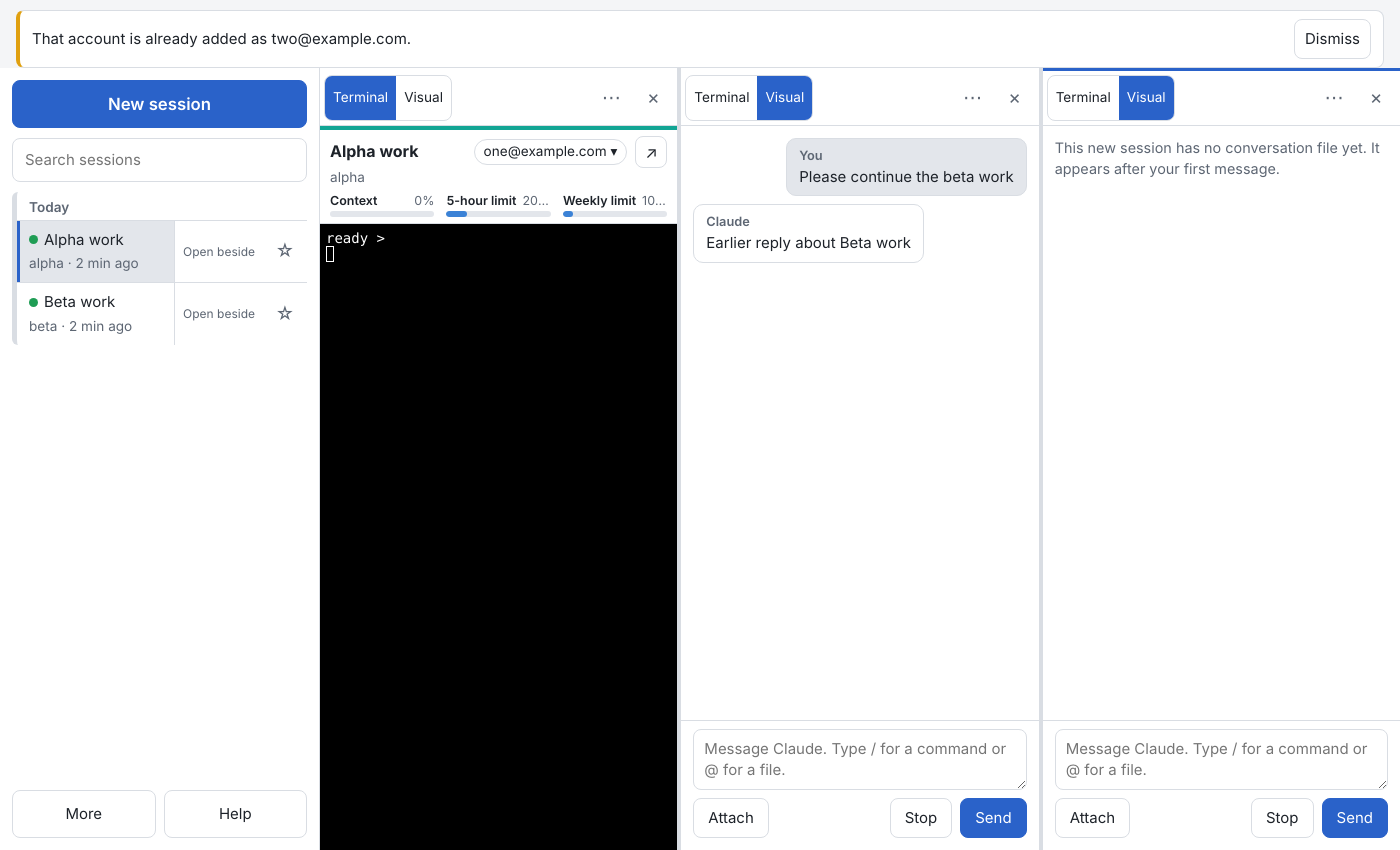 That account is already added as two@example.com.
Dismiss
New session
Search sessions
Today
Alpha work
alpha · 2 min ago
Open beside
☆
Beta work
beta · 2 min ago
Open beside
☆
More
Help
Terminal
Visual
···
×
Alpha work
one@example.com ▾
↗
alpha
Context 0%
5-hour limit 20...
Weekly limit 10...
ready >
Terminal
Visual
···
×
You
Please continue the beta work
Claude
Earlier reply about Beta work
Message Claude. Type / for a command or
@ for a file.
Attach
Stop
Send
Terminal
Visual
···
×
This new session has no conversation file yet. It
appears after your first message.
Message Claude. Type / for a command or
@ for a file.
Attach
Stop
Send